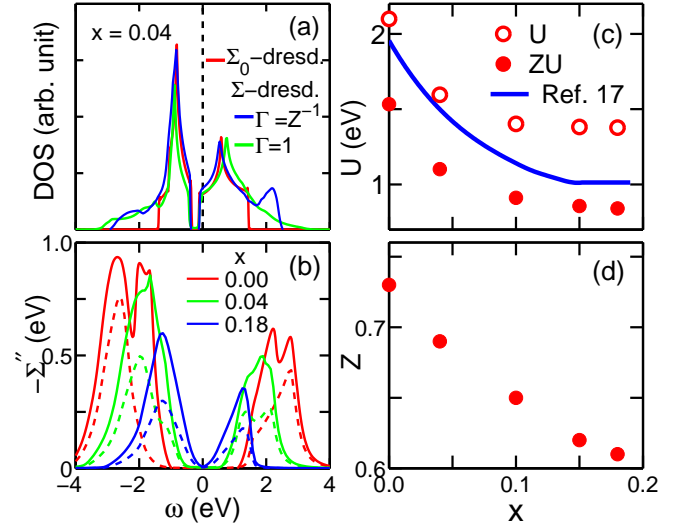 (a)
x = 0.04
Σ₀-dresd.
Σ-dresd.
Γ =Z⁻¹
Γ=1
DOS (arb. unit)
(b)
x
0.00
0.04
0.18
1.0
0.5
0
-Σ″ (eV)
−4 −2 0 2 4
ω (eV)
(c)
U
ZU
Ref. 17
2
1
U (eV)
(d)
0.7
0.6
Z
0.0 0.1 0.2
x